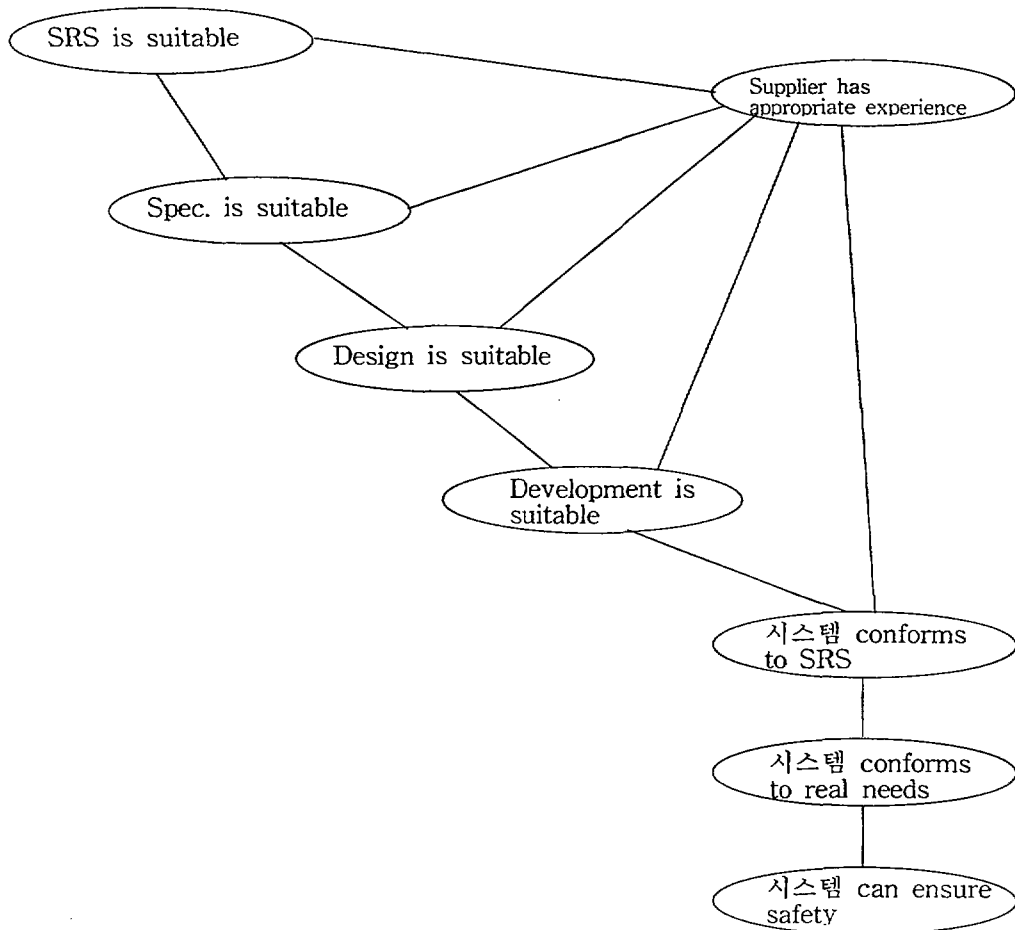 SRS is suitable
Supplier has
appropriate experience
Spec. is suitable
Design is suitable
Development is
suitable
시스템 conforms
to SRS
시스템 conforms
to real needs
시스템 can ensure
safety